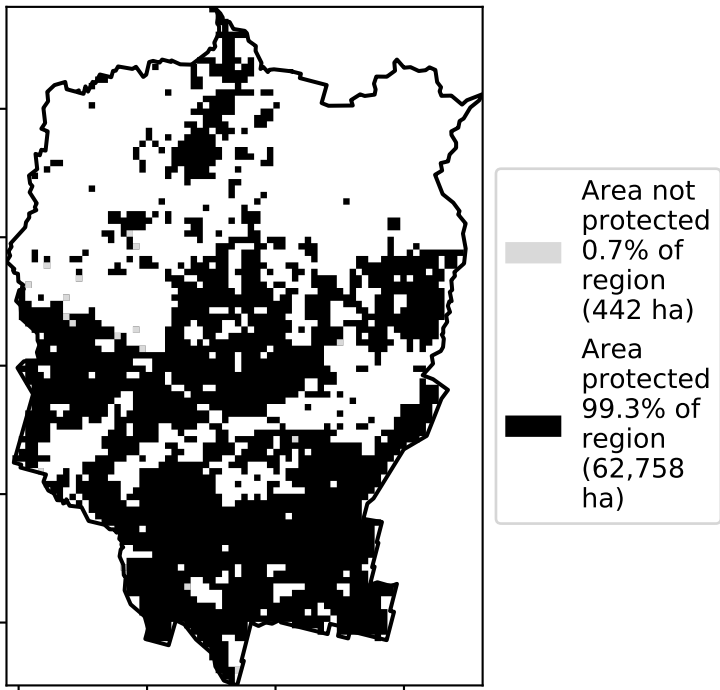 Area not
protected
0.7% of
region
(442 ha)
Area
protected
99.3% of
region
(62,758
ha)